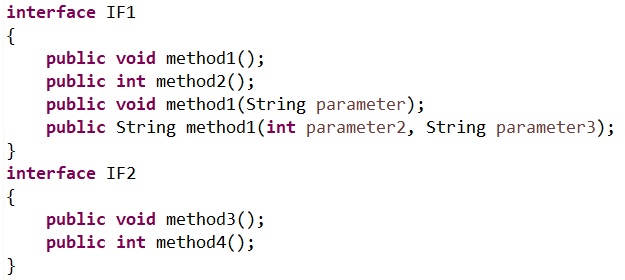 interface IF1
{
    public void method1();
    public int method2();
    public void method1(String parameter);
    public String method1(int parameter2, String parameter3);
}
interface IF2
{
    public void method3();
    public int method4();
}